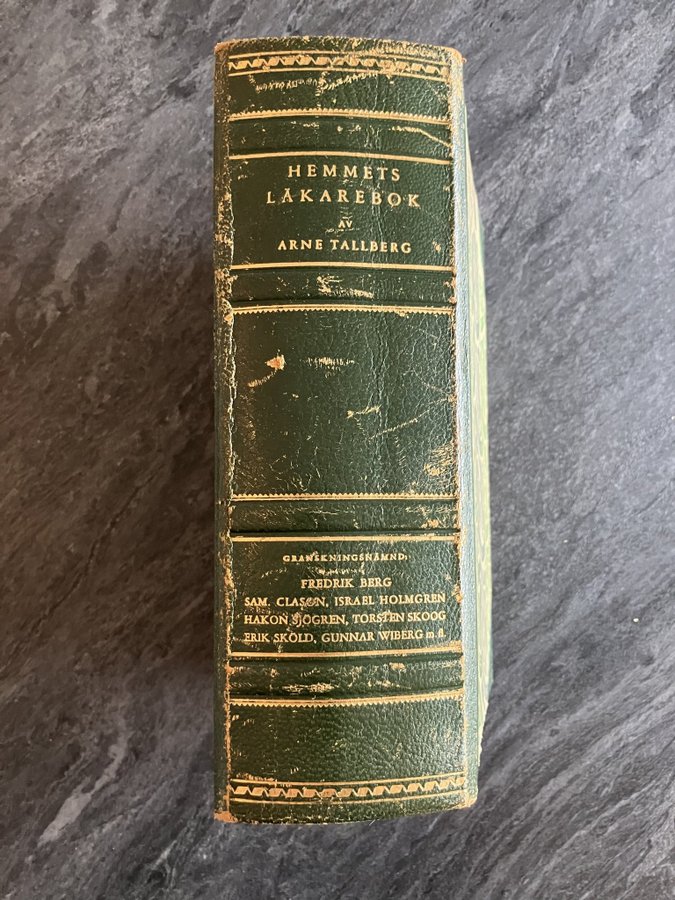 HEMMETS
LÄKAREBOK
AV
ARNE TALLBERG
GRANSKNINGSNÄMND:
FREDRIK BERG
SAM. CLASON, ISRAEL HOLMGREN
HAKON SJÖGREN, TORSTEN SKOOG
ERIK SKÖLD, GUNNAR WIBERG m. fl.